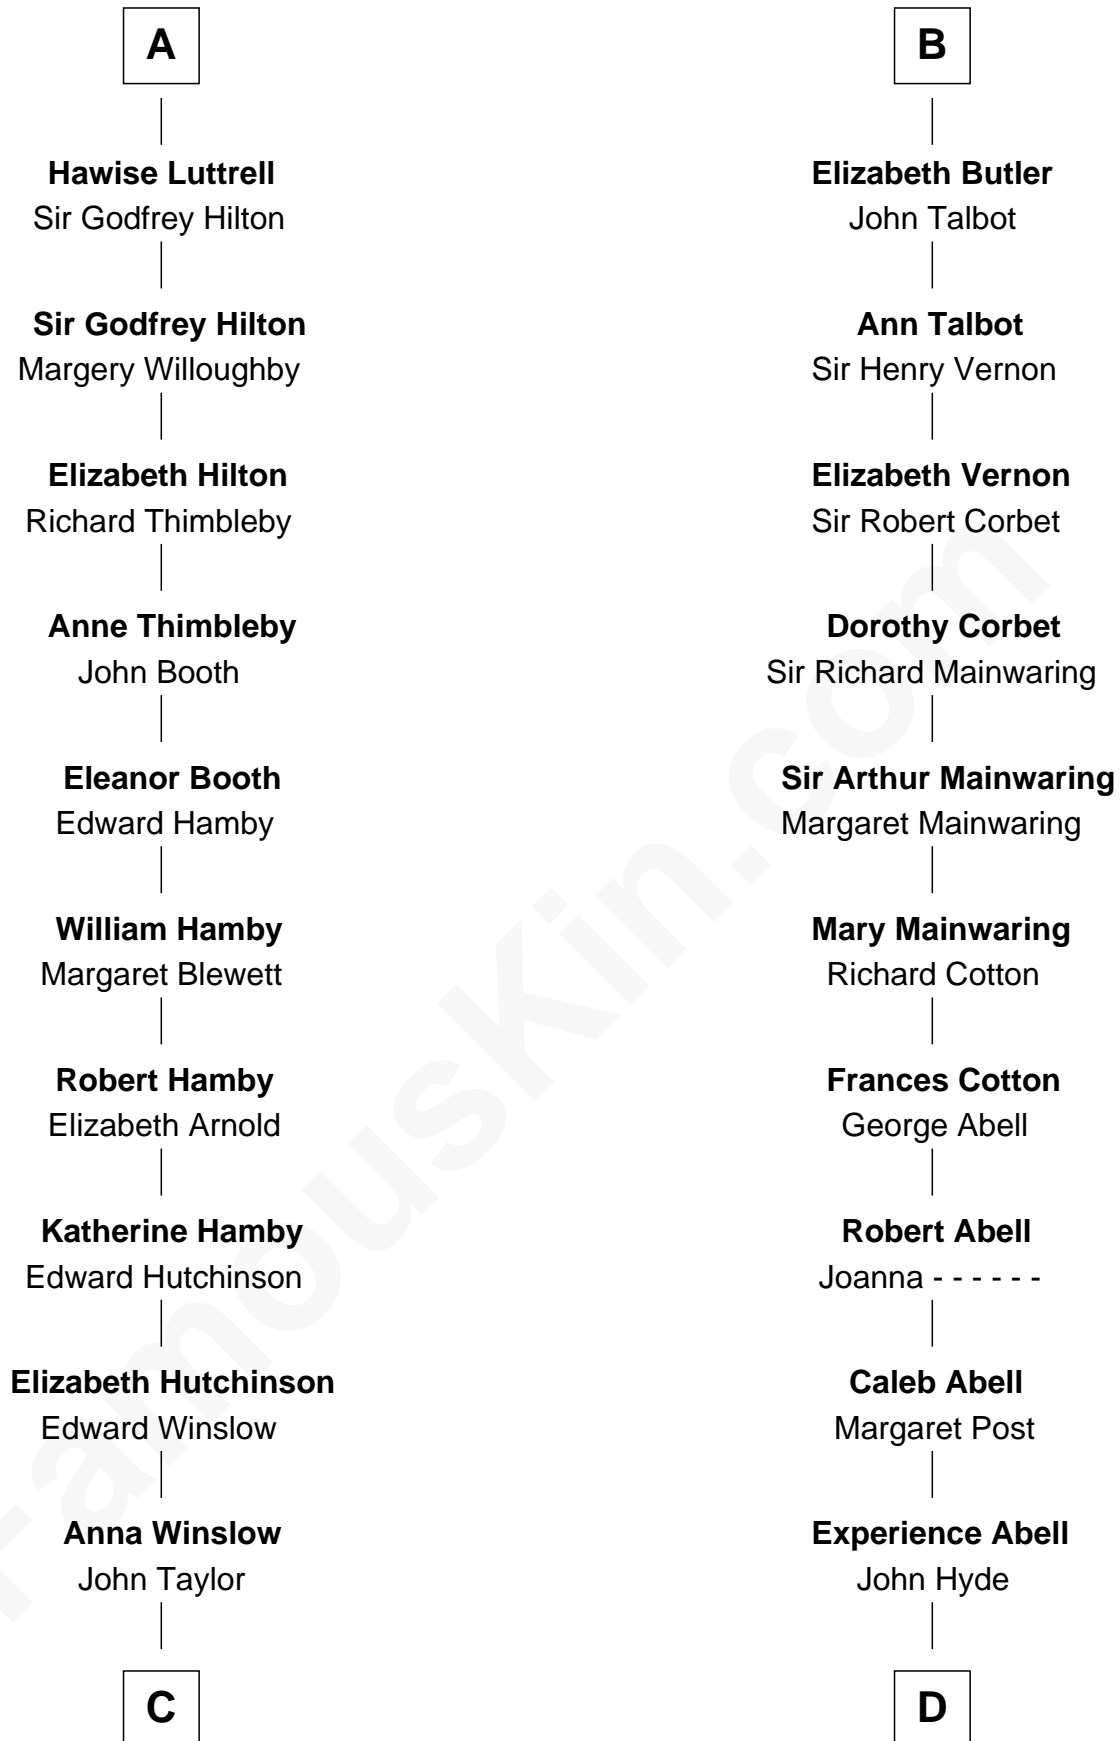 A
Hawise Luttrell
Sir Godfrey Hilton
Sir Godfrey Hilton
Margery Willoughby
Elizabeth Hilton
Richard Thimbleby
Anne Thimbleby
John Booth
Eleanor Booth
Edward Hamby
William Hamby
Margaret Blewett
Robert Hamby
Elizabeth Arnold
Katherine Hamby
Edward Hutchinson
Elizabeth Hutchinson
Edward Winslow
Anna Winslow
John Taylor
C
B
Elizabeth Butler
John Talbot
Ann Talbot
Sir Henry Vernon
Elizabeth Vernon
Sir Robert Corbet
Dorothy Corbet
Sir Richard Mainwaring
Sir Arthur Mainwaring
Margaret Mainwaring
Mary Mainwaring
Richard Cotton
Frances Cotton
George Abell
Robert Abell
Joanna - - - - - -
Caleb Abell
Margaret Post
Experience Abell
John Hyde
D
FamousKin.com